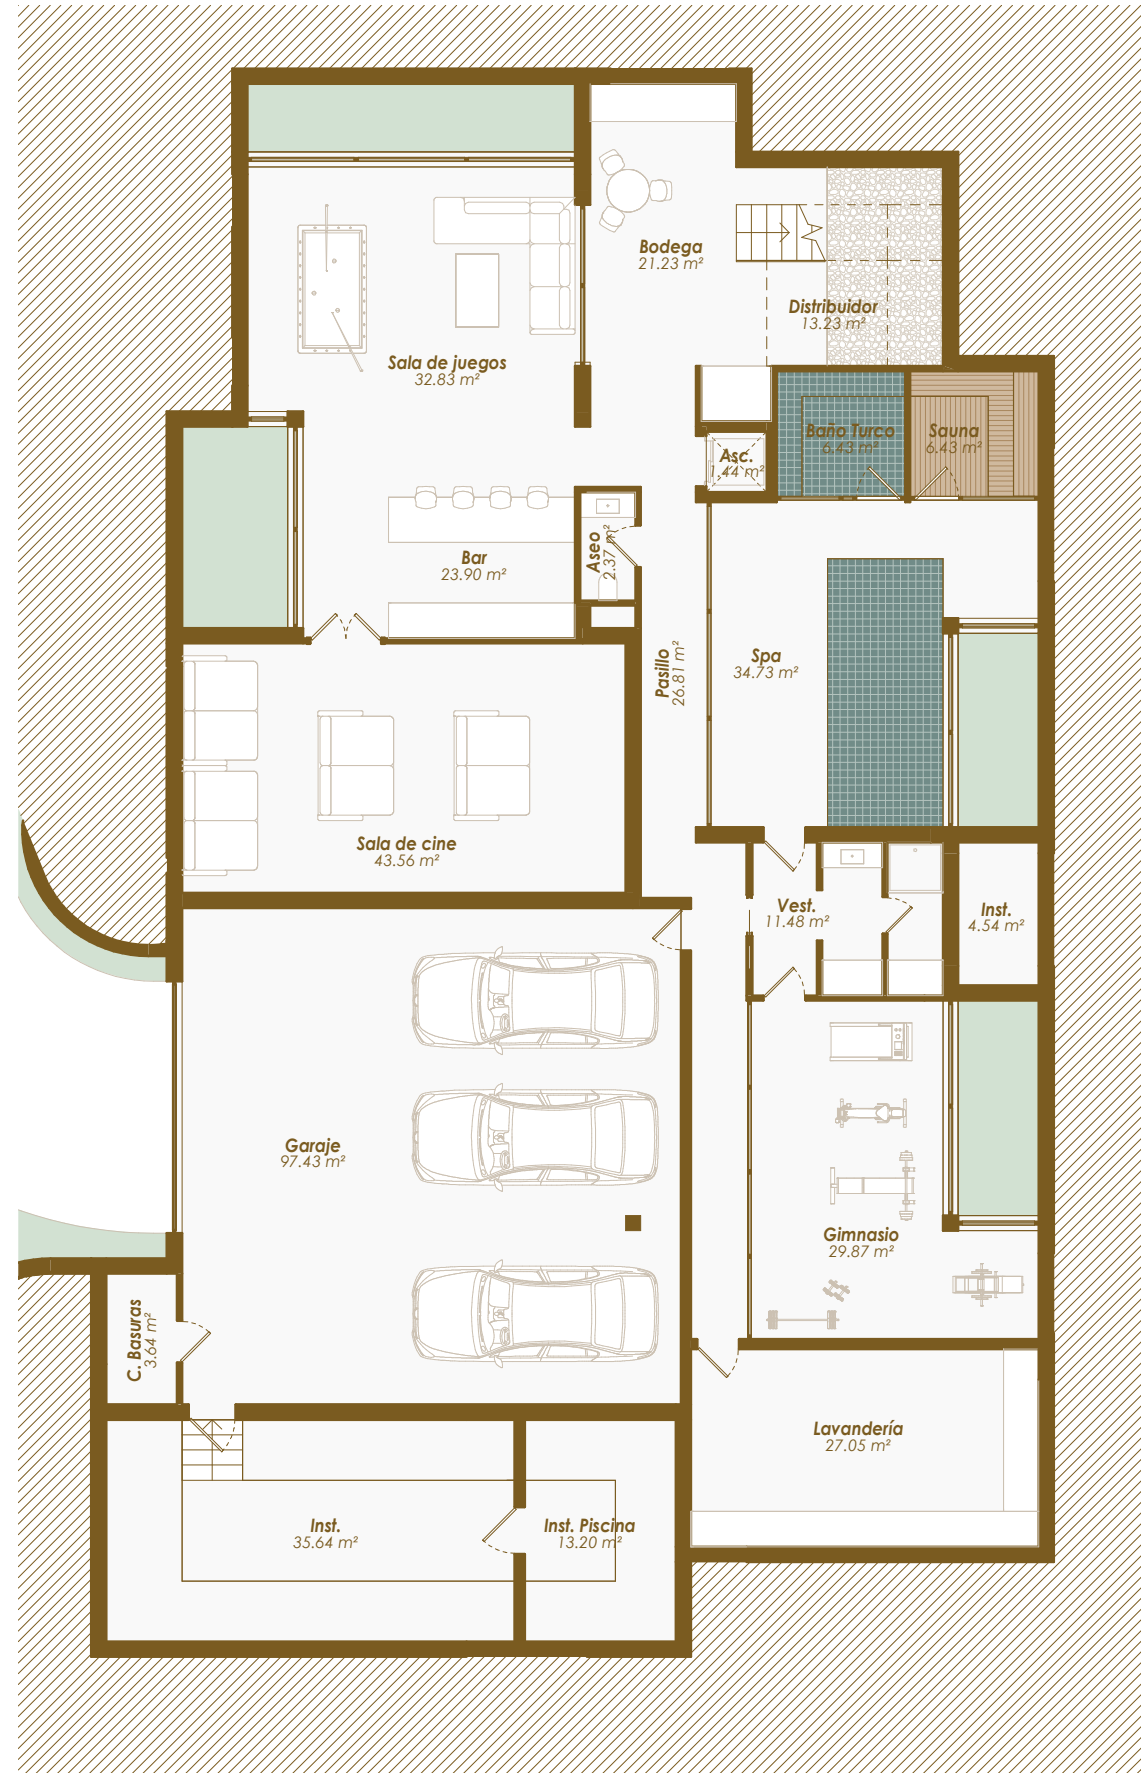 Bodega
21.23 m²
Distribuidor
13.23 m²
Sala de juegos
32.83 m²
Baño Turco
6.43 m²
Sauna
6.43 m²
Asc.
1.44 m²
Bar
23.90 m²
Aseo
2.37 m²
Pasillo
26.81 m²
Spa
34.73 m²
Sala de cine
43.56 m²
Vest.
11.48 m²
Inst.
4.54 m²
Garaje
97.43 m²
Gimnasio
29.87 m²
C. Basuras
3.64 m²
Lavandería
27.05 m²
Inst.
35.64 m²
Inst. Piscina
13.20 m²